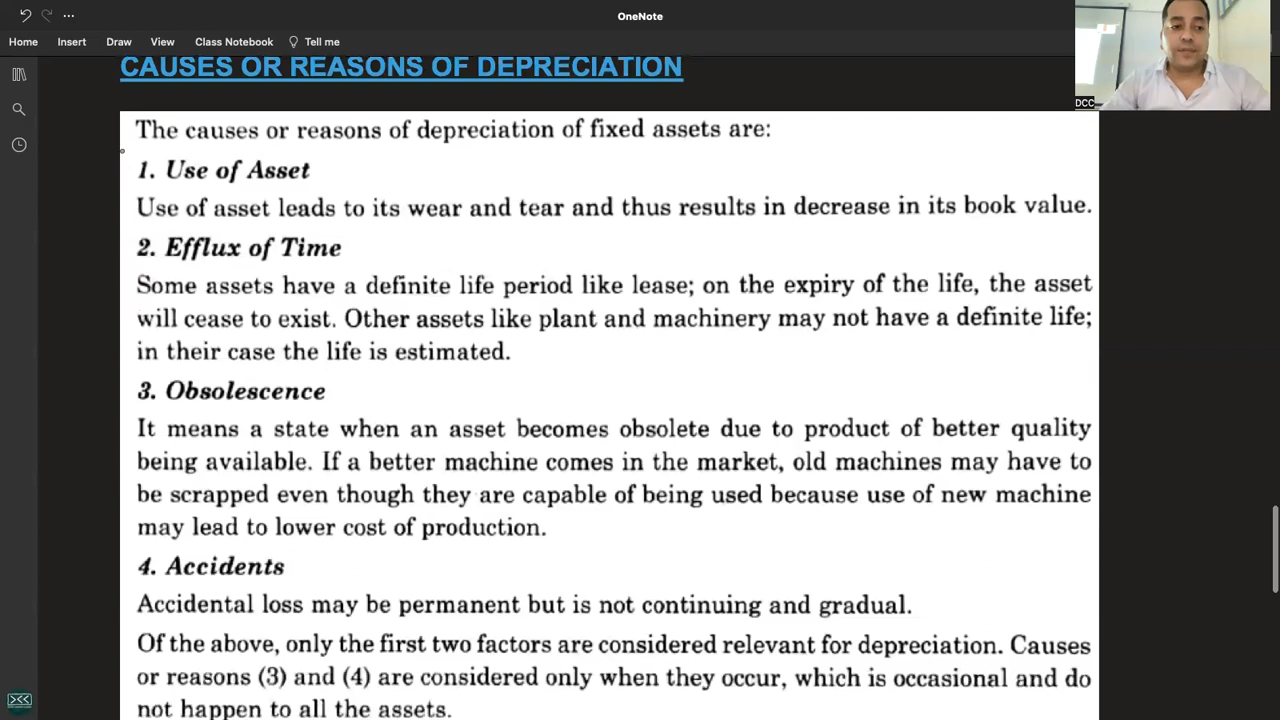 OneNote
Home Insert Draw View Class Notebook Tell me
CAUSES OR REASONS OF DEPRECIATION
DCC
The causes or reasons of depreciation of fixed assets are:
1. Use of Asset
Use of asset leads to its wear and tear and thus results in decrease in its book value.
2. Efflux of Time
Some assets have a definite life period like lease; on the expiry of the life, the asset
will cease to exist. Other assets like plant and machinery may not have a definite life;
in their case the life is estimated.
3. Obsolescence
It means a state when an asset becomes obsolete due to product of better quality
being available. If a better machine comes in the market, old machines may have to
be scrapped even though they are capable of being used because use of new machine
may lead to lower cost of production.
4. Accidents
Accidental loss may be permanent but is not continuing and gradual.
Of the above, only the first two factors are considered relevant for depreciation. Causes
or reasons (3) and (4) are considered only when they occur, which is occasional and do
not happen to all the assets.